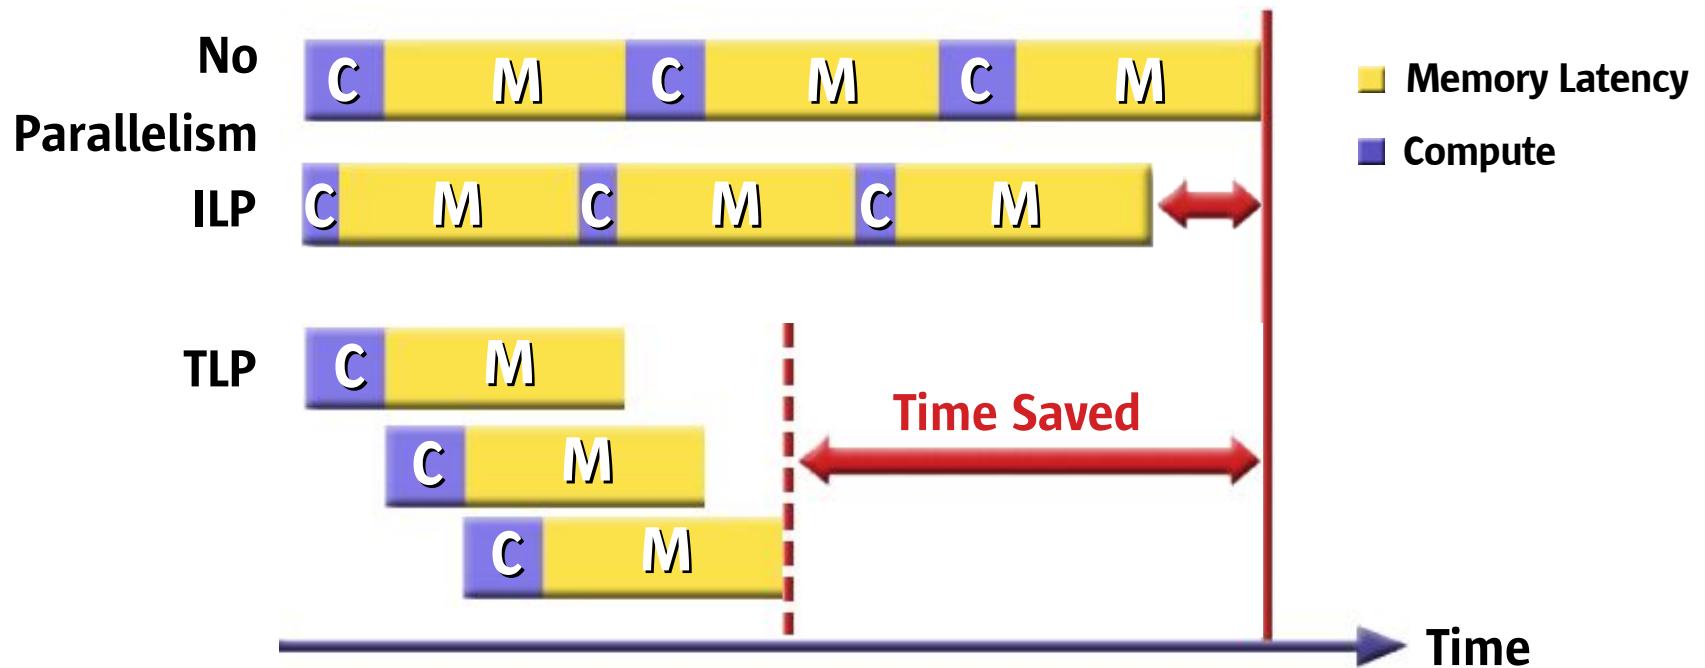 No
Parallelism
C M C M C M
Memory Latency
Compute
ILP
C M C M C M
TLP
C M
C M
C M
Time Saved
Time